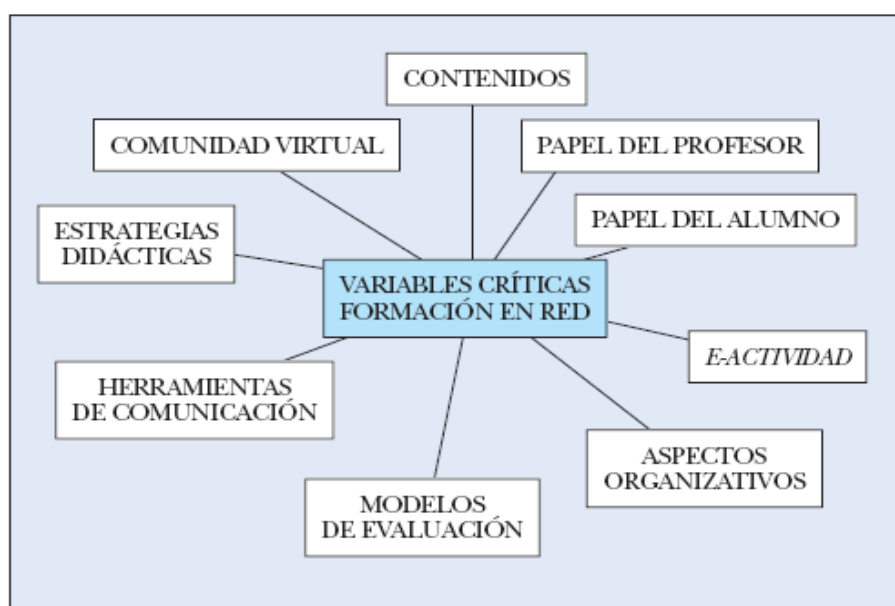 CONTENIDOS
COMUNIDAD VIRTUAL
PAPEL DEL PROFESOR
PAPEL DEL ALUMNO
ESTRATEGIAS
DIDÁCTICAS
VARIABLES CRÍTICAS
FORMACIÓN EN RED
E-ACTIVIDAD
HERRAMIENTAS
DE COMUNICACIÓN
ASPECTOS
ORGANIZATIVOS
MODELOS
DE EVALUACIÓN